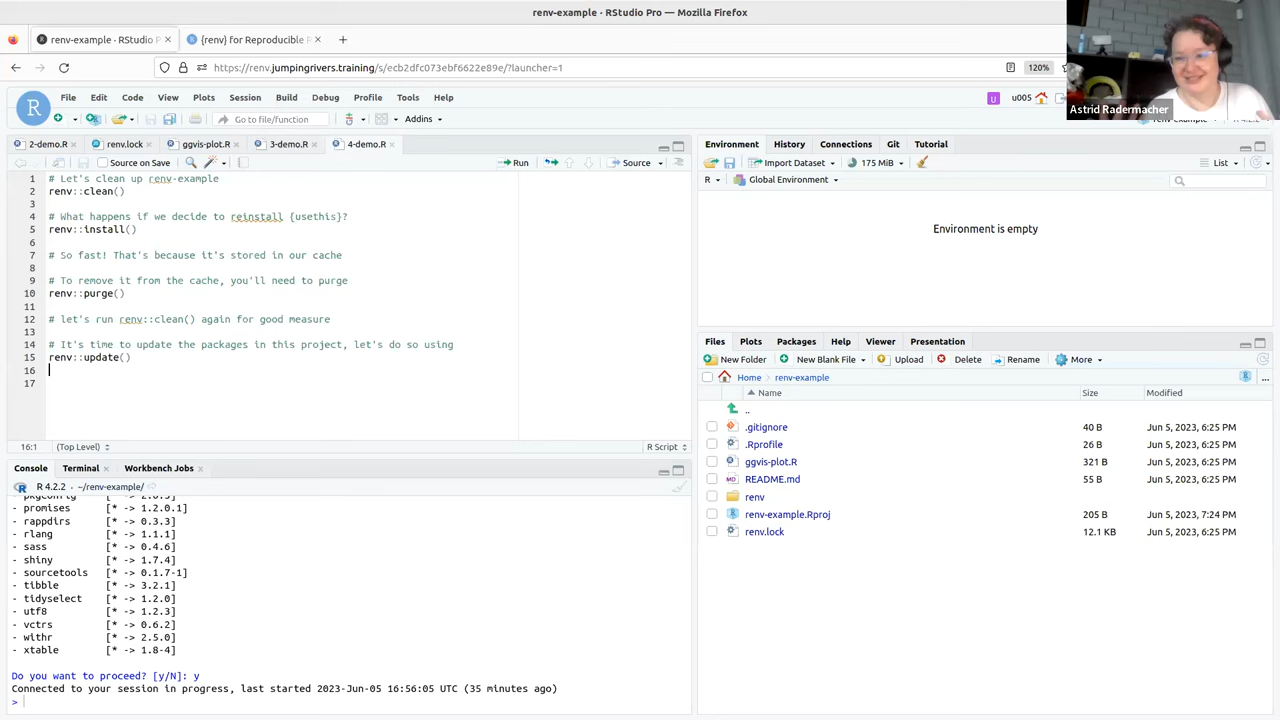 renv-example · RStudio Pro — Mozilla Firefox
renv-example · RStudio P
{renv} for Reproducible R
https://renv.jumpingrivers.training/s/ecb2dfc073ebf6622e89e/?launcher=1
120%
Astrid Radermacher
File Edit Code View Plots Session Build Debug Profile Tools Help
U u005
R
Go to file/function
Addins
renv-example
2-demo.R
renv.lock
ggvis-plot.R
3-demo.R
4-demo.R
Source on Save
Run
Source
1 # Let's clean up renv-example
2 renv::clean()
3
4 # What happens if we decide to reinstall {usethis}?
5 renv::install()
6
7 # So fast! That's because it's stored in our cache
8
9 # To remove it from the cache, you'll need to purge
10 renv::purge()
11
12 # let's run renv::clean() again for good measure
13
14 # It's time to update the packages in this project, let's do so using
15 renv::update()
16
17
16:1 (Top Level) R Script
Console Terminal Workbench Jobs
R 4.2.2 · ~/renv-example/
- pkgconfig [* -> 2.0.3]
- promises [* -> 1.2.0.1]
- rappdirs [* -> 0.3.3]
- rlang [* -> 1.1.1]
- sass [* -> 0.4.6]
- shiny [* -> 1.7.4]
- sourcetools [* -> 0.1.7-1]
- tibble [* -> 3.2.1]
- tidyselect [* -> 1.2.0]
- utf8 [* -> 1.2.3]
- vctrs [* -> 0.6.2]
- withr [* -> 2.5.0]
- xtable [* -> 1.8-4]
Do you want to proceed? [y/N]: y
Connected to your session in progress, last started 2023-Jun-05 16:56:05 UTC (35 minutes ago)
>
Environment History Connections Git Tutorial
Import Dataset 175 MiB List
R Global Environment
Environment is empty
Files Plots Packages Help Viewer Presentation
New Folder New Blank File Upload Delete Rename More
Home renv-example
Name Size Modified
..
.gitignore 40 B Jun 5, 2023, 6:25 PM
.Rprofile 26 B Jun 5, 2023, 6:25 PM
ggvis-plot.R 321 B Jun 5, 2023, 6:25 PM
README.md 55 B Jun 5, 2023, 6:25 PM
renv
renv-example.Rproj 205 B Jun 5, 2023, 7:24 PM
renv.lock 12.1 KB Jun 5, 2023, 6:25 PM